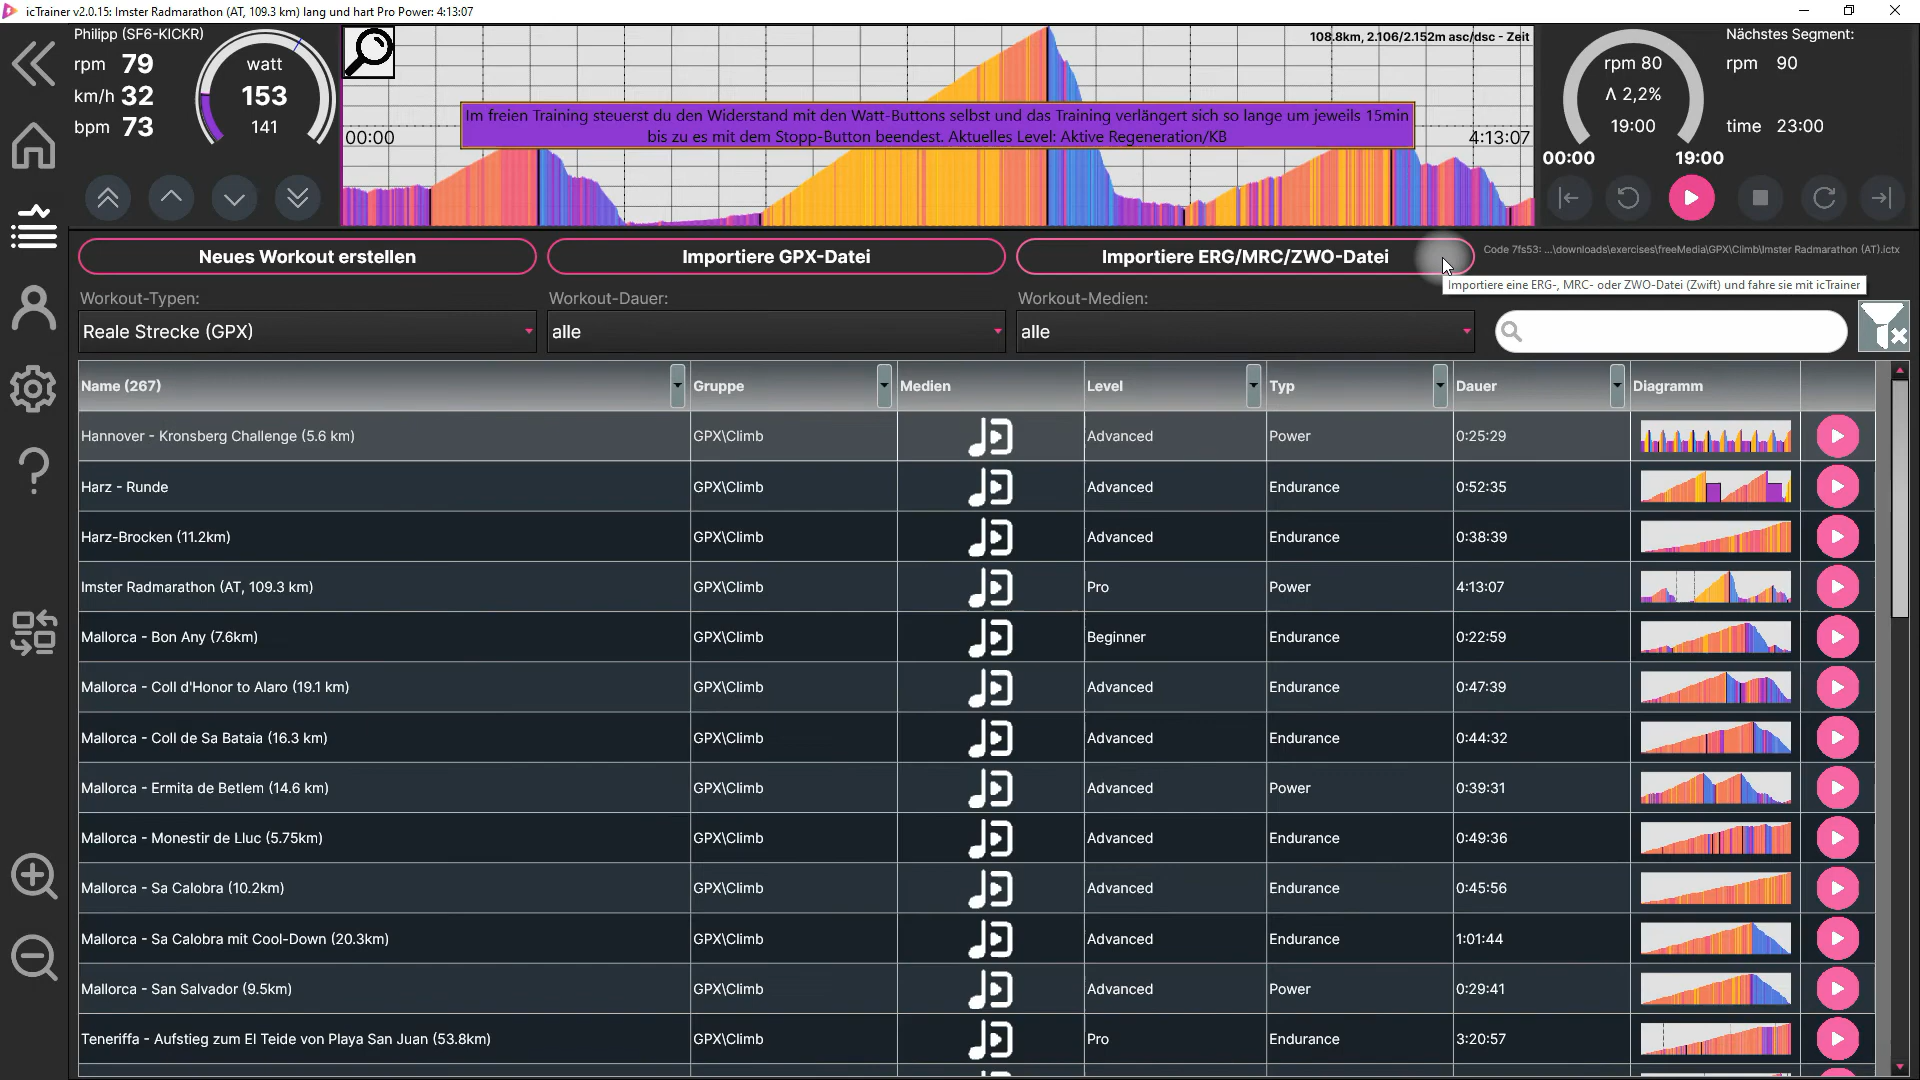 icTrainer v2.0.15: Imster Radmarathon (AT, 109.3 km) lang und hart Pro Power: 4:13:07
Philipp (SF6-KICKR)
rpm 79
km/h 32
bpm 73
watt
153
141
108.8km, 2.106/2.152m asc/dsc - Zeit
Im freien Training steuerst du den Widerstand mit den Watt-Buttons selbst und das Training verlängert sich so lange um jeweils 15min
bis zu es mit dem Stopp-Button beendest. Aktuelles Level: Aktive Regeneration/KB
00:00
4:13:07
rpm 80
Λ 2,2%
19:00
00:00 19:00
Nächstes Segment:
rpm 90
time 23:00
Neues Workout erstellen
Importiere GPX-Datei
Importiere ERG/MRC/ZWO-Datei
Code 7fs53: ...\downloads\exercises\freeMedia\GPX\Climb\Imster Radmarathon (AT).ictx
Importiere eine ERG-, MRC- oder ZWO-Datei (Zwift) und fahre sie mit icTrainer
Workout-Typen: Workout-Dauer: Workout-Medien:
Reale Strecke (GPX) alle alle
Name (267) Gruppe Medien Level Typ Dauer Diagramm
Hannover - Kronsberg Challenge (5.6 km) GPX\Climb Advanced Power 0:25:29
Harz - Runde GPX\Climb Advanced Endurance 0:52:35
Harz-Brocken (11.2km) GPX\Climb Advanced Endurance 0:38:39
Imster Radmarathon (AT, 109.3 km) GPX\Climb Pro Power 4:13:07
Mallorca - Bon Any (7.6km) GPX\Climb Beginner Endurance 0:22:59
Mallorca - Coll d'Honor to Alaro (19.1 km) GPX\Climb Advanced Endurance 0:47:39
Mallorca - Coll de Sa Bataia (16.3 km) GPX\Climb Advanced Endurance 0:44:32
Mallorca - Ermita de Betlem (14.6 km) GPX\Climb Advanced Power 0:39:31
Mallorca - Monestir de Lluc (5.75km) GPX\Climb Advanced Endurance 0:49:36
Mallorca - Sa Calobra (10.2km) GPX\Climb Advanced Endurance 0:45:56
Mallorca - Sa Calobra mit Cool-Down (20.3km) GPX\Climb Advanced Endurance 1:01:44
Mallorca - San Salvador (9.5km) GPX\Climb Advanced Power 0:29:41
Teneriffa - Aufstieg zum El Teide von Playa San Juan (53.8km) GPX\Climb Pro Endurance 3:20:57